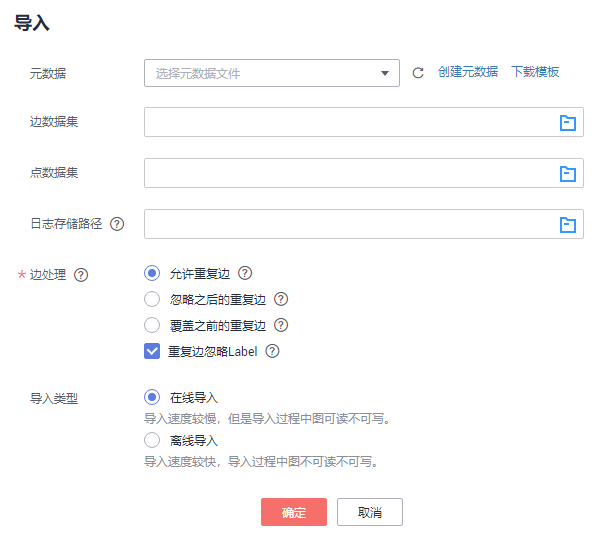 导入
元数据 选择元数据文件 创建元数据 下载模板
边数据集
点数据集
日志存储路径 ?
* 边处理 ? 允许重复边 ?
忽略之后的重复边 ?
覆盖之前的重复边 ?
重复边忽略Label ?
导入类型 在线导入
导入速度较慢，但是导入过程中图可读不可写。
离线导入
导入速度较快，导入过程中图不可读不可写。
确定 取消